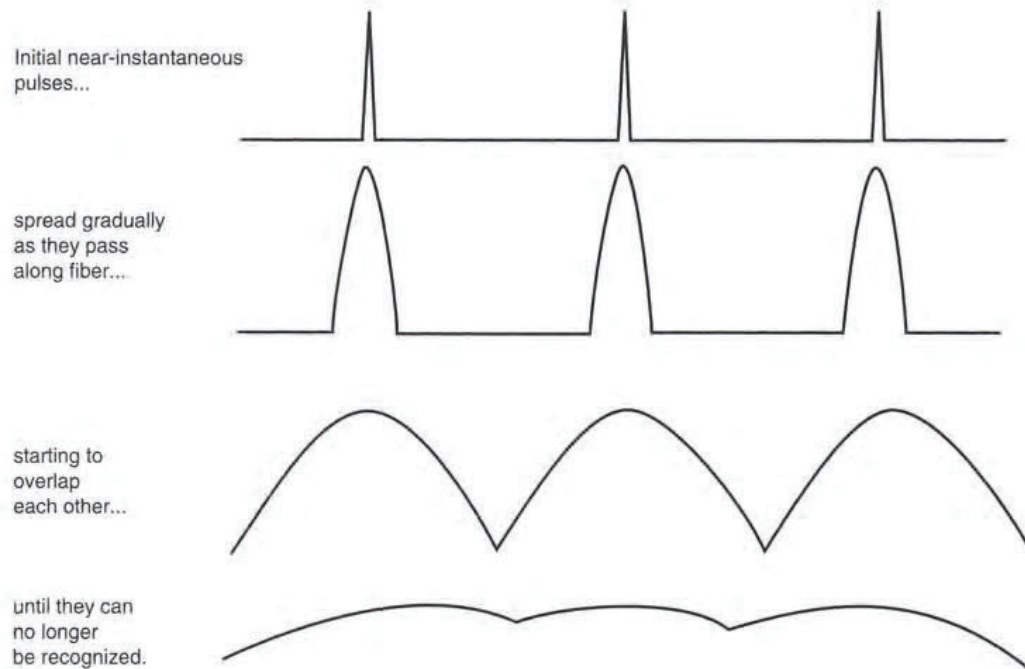 Initial near-instantaneous
pulses...
spread gradually
as they pass
along fiber...
starting to
overlap
each other...
until they can
no longer
be recognized.